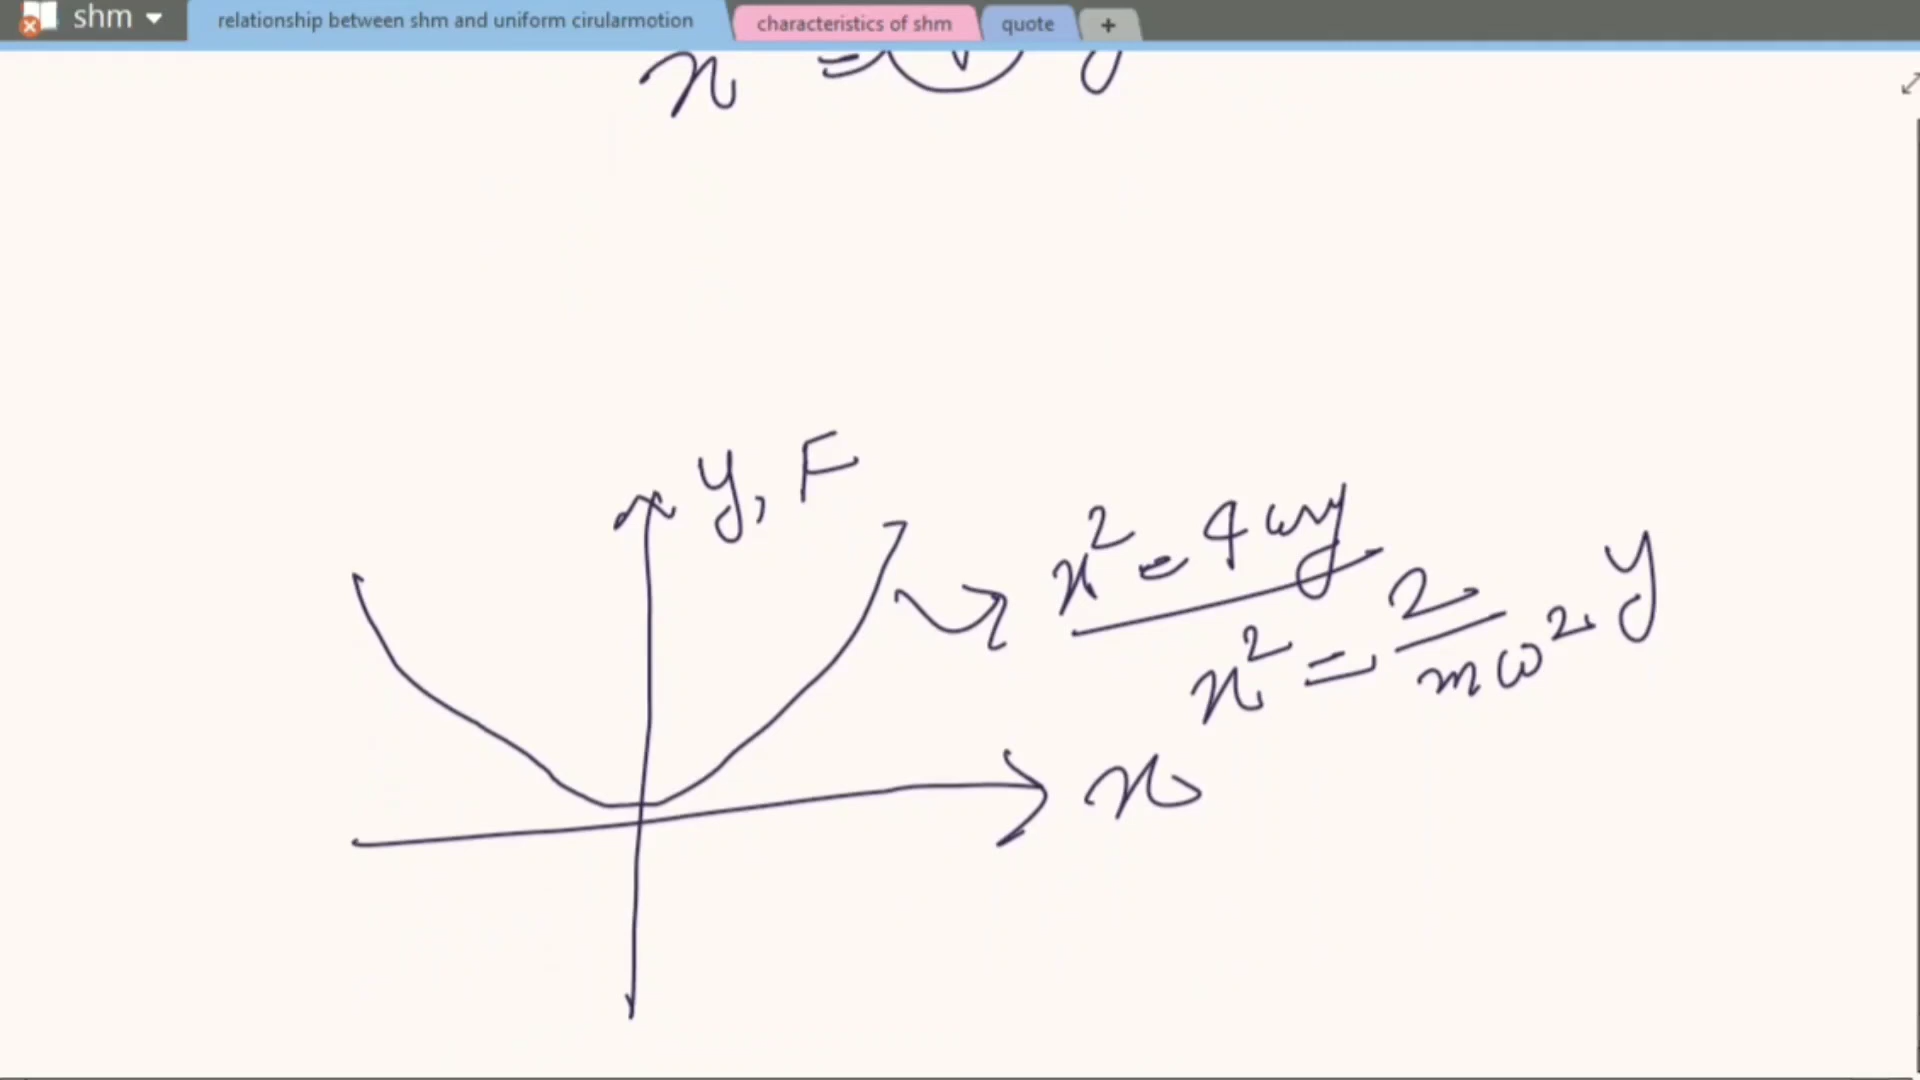 shm
relationship between shm and uniform cirularmotion
characteristics of shm
quote
+
y, F
x² = 4ay
x² = 2/mω² . y
x